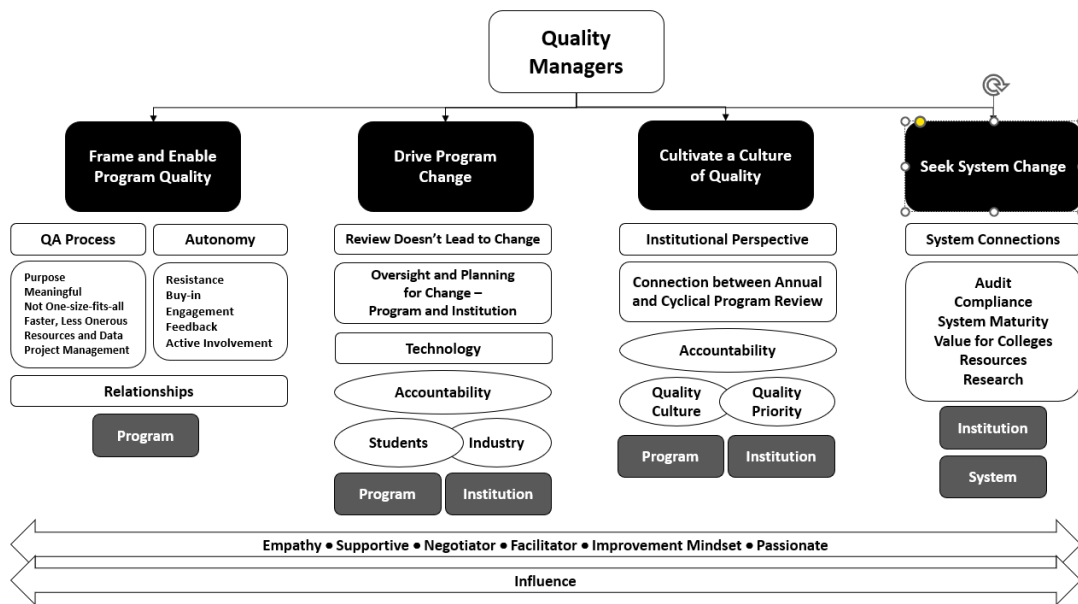 Quality
Managers
Frame and Enable
Program Quality
QA Process
Autonomy
Purpose
Meaningful
Not One-size-fits-all
Faster, Less Onerous
Resources and Data
Project Management
Resistance
Buy-in
Engagement
Feedback
Active Involvement
Relationships
Program
Drive Program
Change
Review Doesn’t Lead to Change
Oversight and Planning
for Change –
Program and Institution
Technology
Accountability
Students
Industry
Program
Institution
Cultivate a Culture
of Quality
Institutional Perspective
Connection between Annual
and Cyclical Program Review
Accountability
Quality
Culture
Quality
Priority
Program
Institution
Seek System Change
System Connections
Audit
Compliance
System Maturity
Value for Colleges
Resources
Research
Institution
System
Empathy ● Supportive ● Negotiator ● Facilitator ● Improvement Mindset ● Passionate
Influence